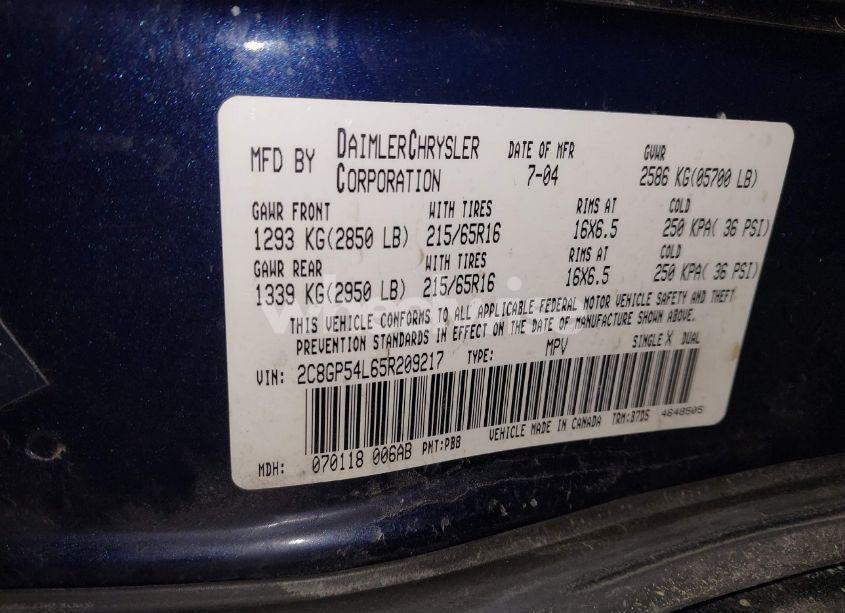 MFD BY DAIMLERCHRYSLER CORPORATION DATE OF MFR 7-04 GVWR 2586 KG(05700 LB)
GAWR FRONT WITH TIRES RIMS AT COLD
1293 KG(2850 LB) 215/65R16 16X6.5 250 KPA( 36 PSI)
GAWR REAR WITH TIRES RIMS AT COLD
1339 KG(2950 LB) 215/65R16 16X6.5 250 KPA( 36 PSI)
THIS VEHICLE CONFORMS TO ALL APPLICABLE FEDERAL MOTOR VEHICLE SAFETY AND THEFT
PREVENTION STANDARDS IN EFFECT ON THE DATE OF MANUFACTURE SHOWN ABOVE.
VIN: 2C8GP54L65R209217 TYPE: MPV SINGLE X DUAL
MDH: 070118 006AB PNT:PBB VEHICLE MADE IN CANADA TRM:B7D5 4648505